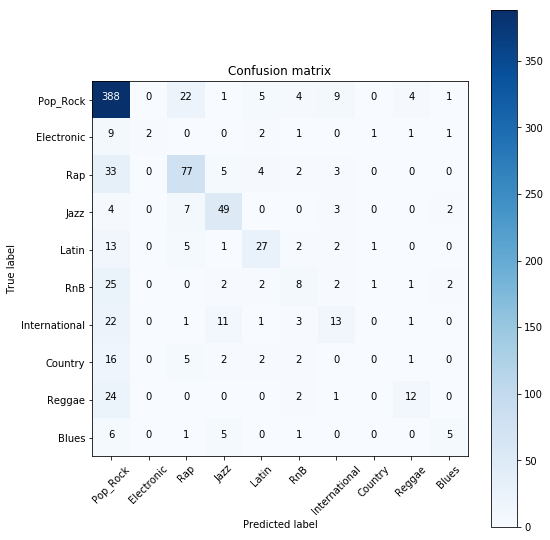 Confusion matrix
Pop_Rock 388 0 22 1 5 4 9 0 4 1
Electronic 9 2 0 0 2 1 0 1 1 1
Rap 33 0 77 5 4 2 3 0 0 0
Jazz 4 0 7 49 0 0 3 0 0 2
Latin 13 0 5 1 27 2 2 1 0 0
RnB 25 0 0 2 2 8 2 1 1 2
International 22 0 1 11 1 3 13 0 1 0
Country 16 0 5 2 2 2 0 0 1 0
Reggae 24 0 0 0 0 2 1 0 12 0
Blues 6 0 1 5 0 1 0 0 0 5
Pop_Rock Electronic Rap Jazz Latin RnB International Country Reggae Blues
Predicted label
True label
350
300
250
200
150
100
50
0